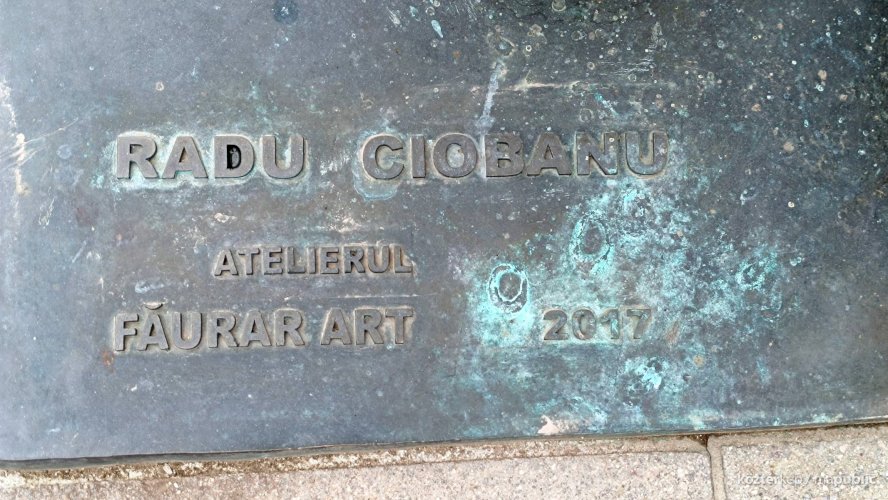 RADU CIOBANU
ATELIERUL
FĂURAR ART 2017